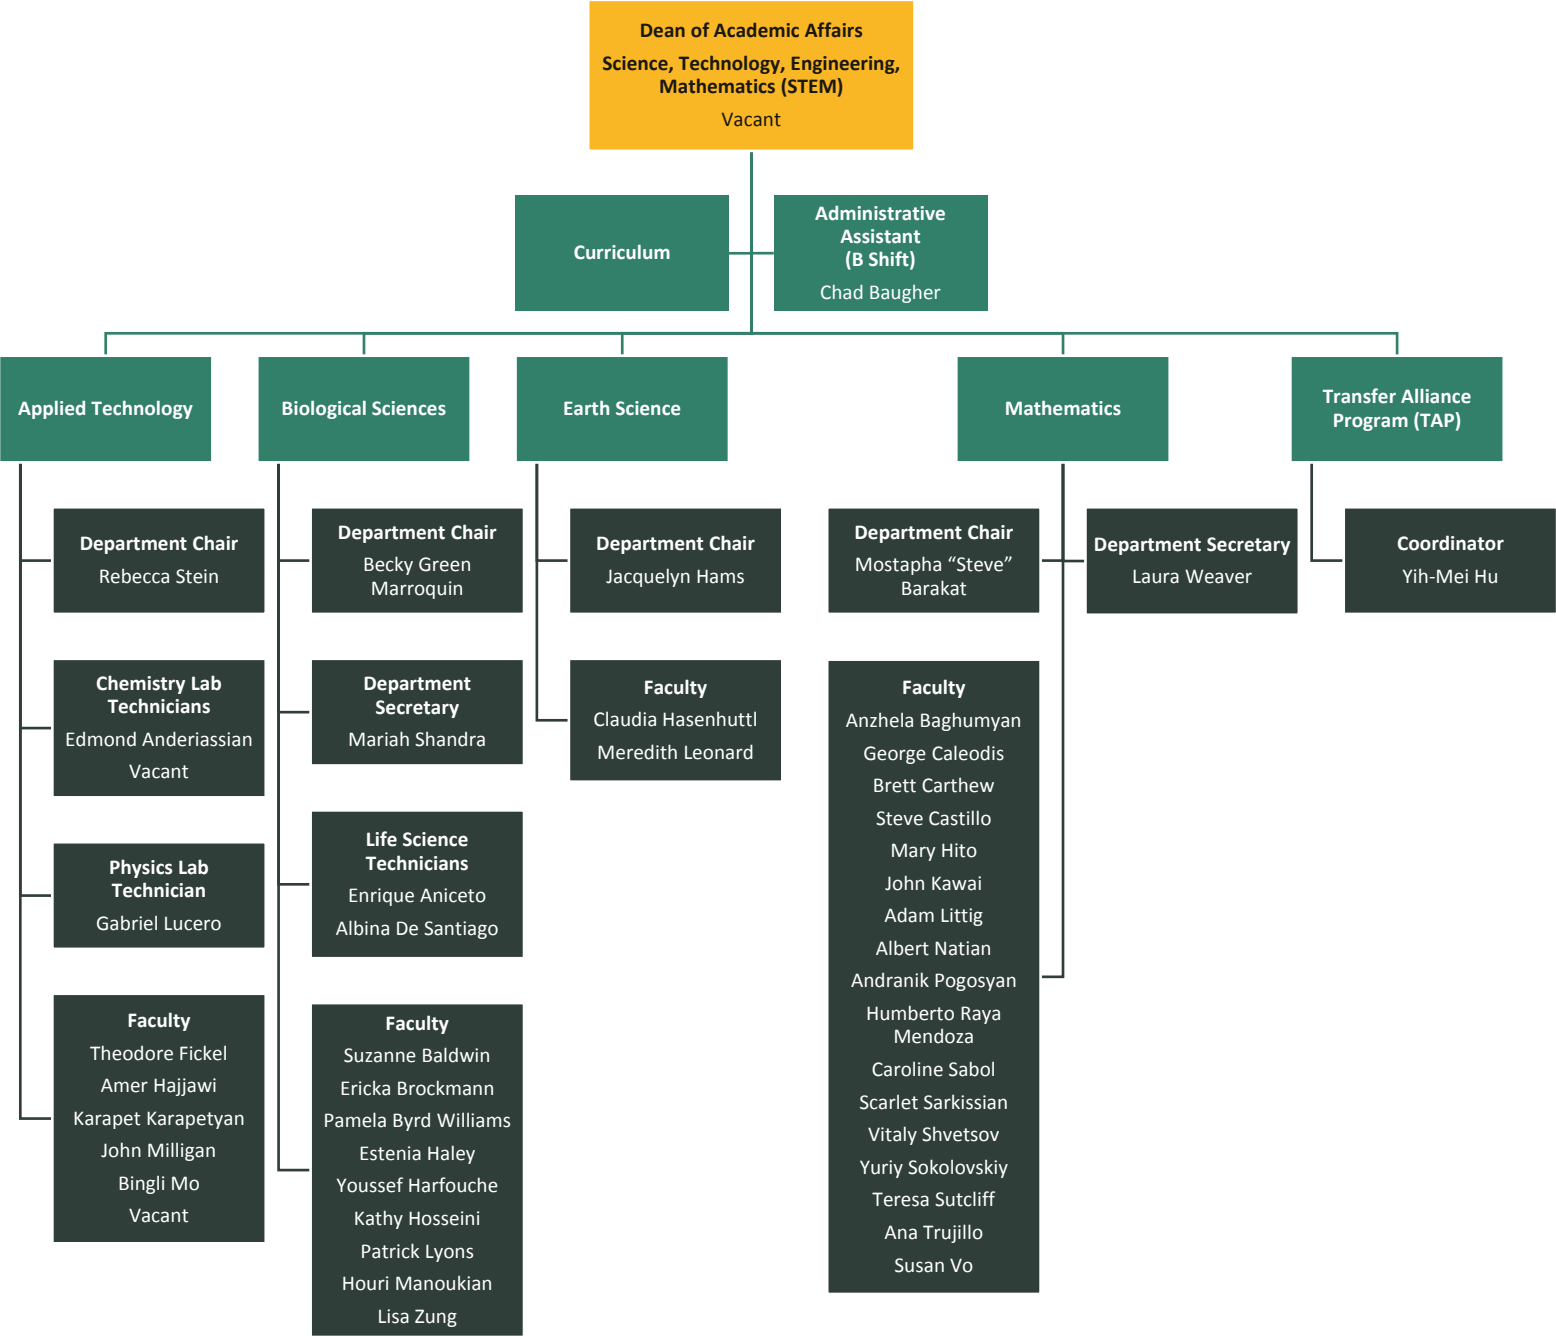 Dean of Academic Affairs
Science, Technology, Engineering,
Mathematics (STEM)
Vacant
Curriculum
Administrative
Assistant
(B Shift)
Chad Baugher
Applied Technology
Biological Sciences
Earth Science
Mathematics
Transfer Alliance
Program (TAP)
Department Chair
Rebecca Stein
Chemistry Lab
Technicians
Edmond Anderiassian
Vacant
Physics Lab
Technician
Gabriel Lucero
Faculty
Theodore Fickel
Amer Hajjawi
Karapet Karapetyan
John Milligan
Bingli Mo
Vacant
Department Chair
Becky Green
Marroquin
Department
Secretary
Mariah Shandra
Life Science
Technicians
Enrique Aniceto
Albina De Santiago
Faculty
Suzanne Baldwin
Ericka Brockmann
Pamela Byrd Williams
Estenia Haley
Youssef Harfouche
Kathy Hosseini
Patrick Lyons
Houri Manoukian
Lisa Zung
Department Chair
Jacquelyn Hams
Faculty
Claudia Hasenhuttl
Meredith Leonard
Department Chair
Mostapha “Steve”
Barakat
Department Secretary
Laura Weaver
Faculty
Anzhela Baghumyan
George Caleodis
Brett Carthew
Steve Castillo
Mary Hito
John Kawai
Adam Littig
Albert Natian
Andranik Pogosyan
Humberto Raya
Mendoza
Caroline Sabol
Scarlet Sarkissian
Vitaly Shvetsov
Yuriy Sokolovskiy
Teresa Sutcliff
Ana Trujillo
Susan Vo
Coordinator
Yih-Mei Hu